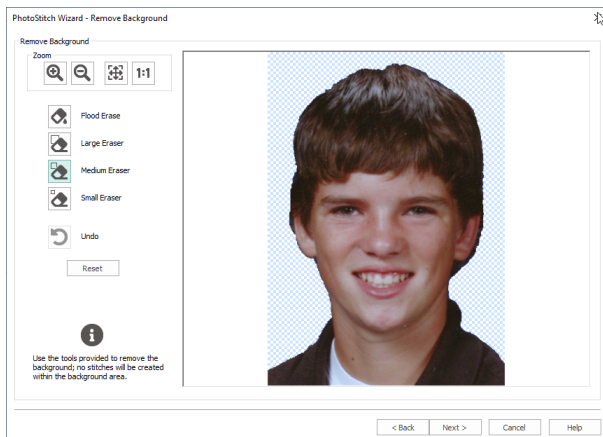 PhotoStitch Wizard - Remove Background
Remove Background
Zoom
1:1
Flood Erase
Large Eraser
Medium Eraser
Small Eraser
Undo
Reset
Use the tools provided to remove the
background; no stitches will be created
within the background area.
< Back
Next >
Cancel
Help